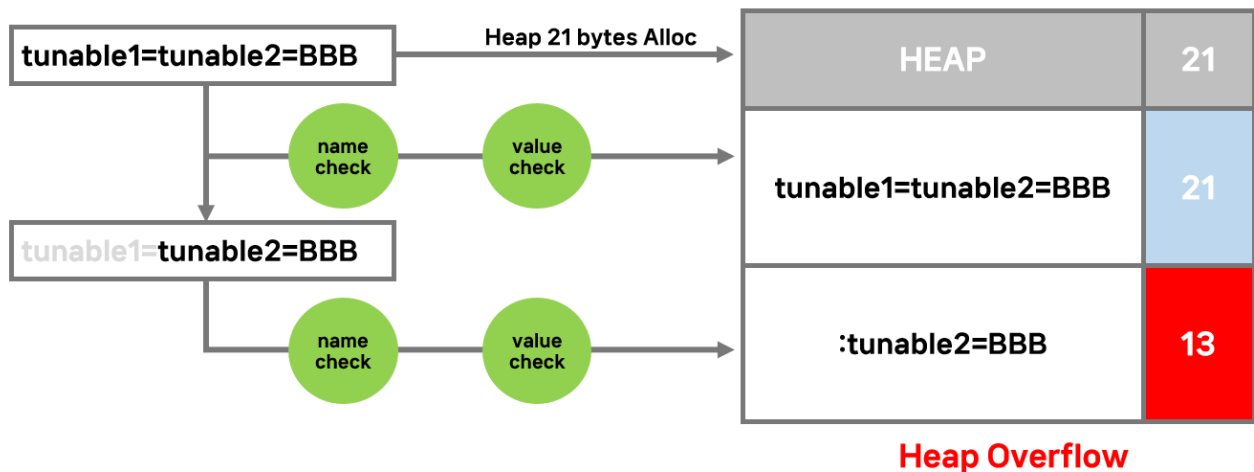 tunable1=tunable2=BBB
Heap 21 bytes Alloc
HEAP
21
name
check
value
check
tunable1=tunable2=BBB
21
tunable1=tunable2=BBB
name
check
value
check
:tunable2=BBB
13
Heap Overflow